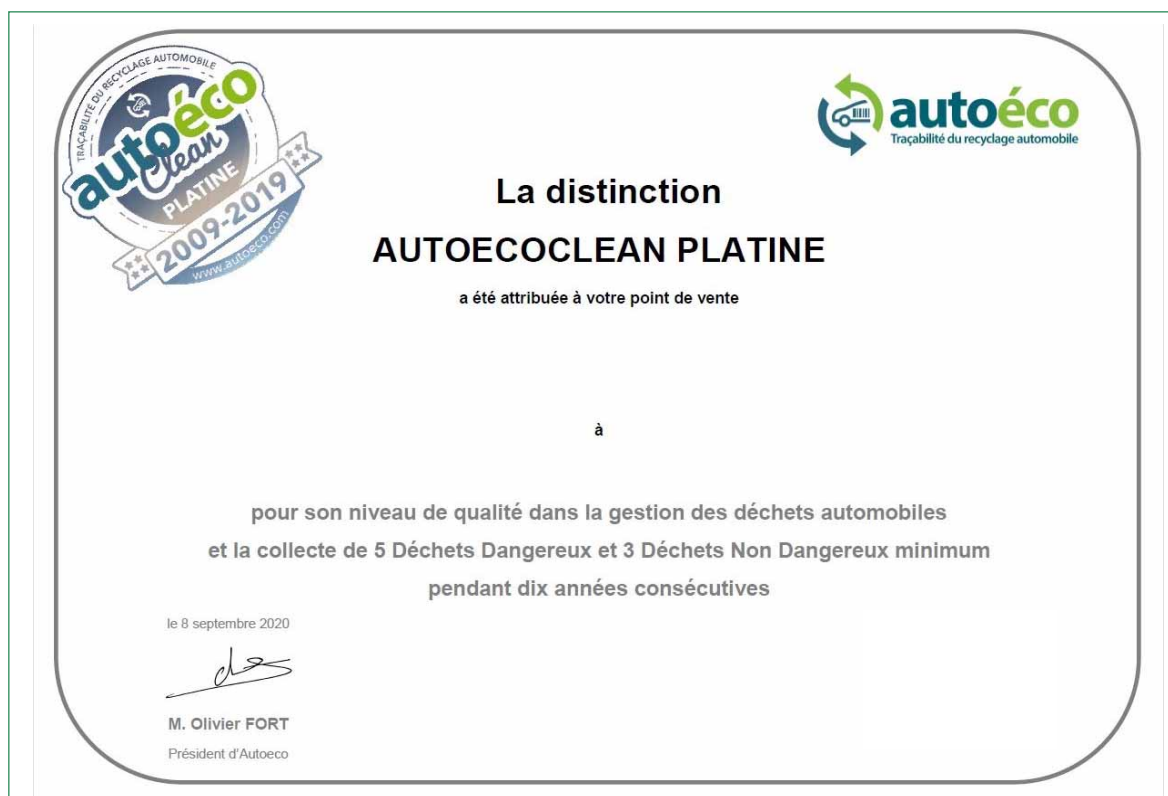 TRAÇABILITÉ DU RECYCLAGE AUTOMOBILE
autoéco
Clean
PLATINE
2009-2019
www.autoeco.com
autoéco
Traçabilité du recyclage automobile
La distinction
AUTOECOCLEAN PLATINE
a été attribuée à votre point de vente
à
pour son niveau de qualité dans la gestion des déchets automobiles
et la collecte de 5 Déchets Dangereux et 3 Déchets Non Dangereux minimum
pendant dix années consécutives
le 8 septembre 2020
M. Olivier FORT
Président d'Autoeco